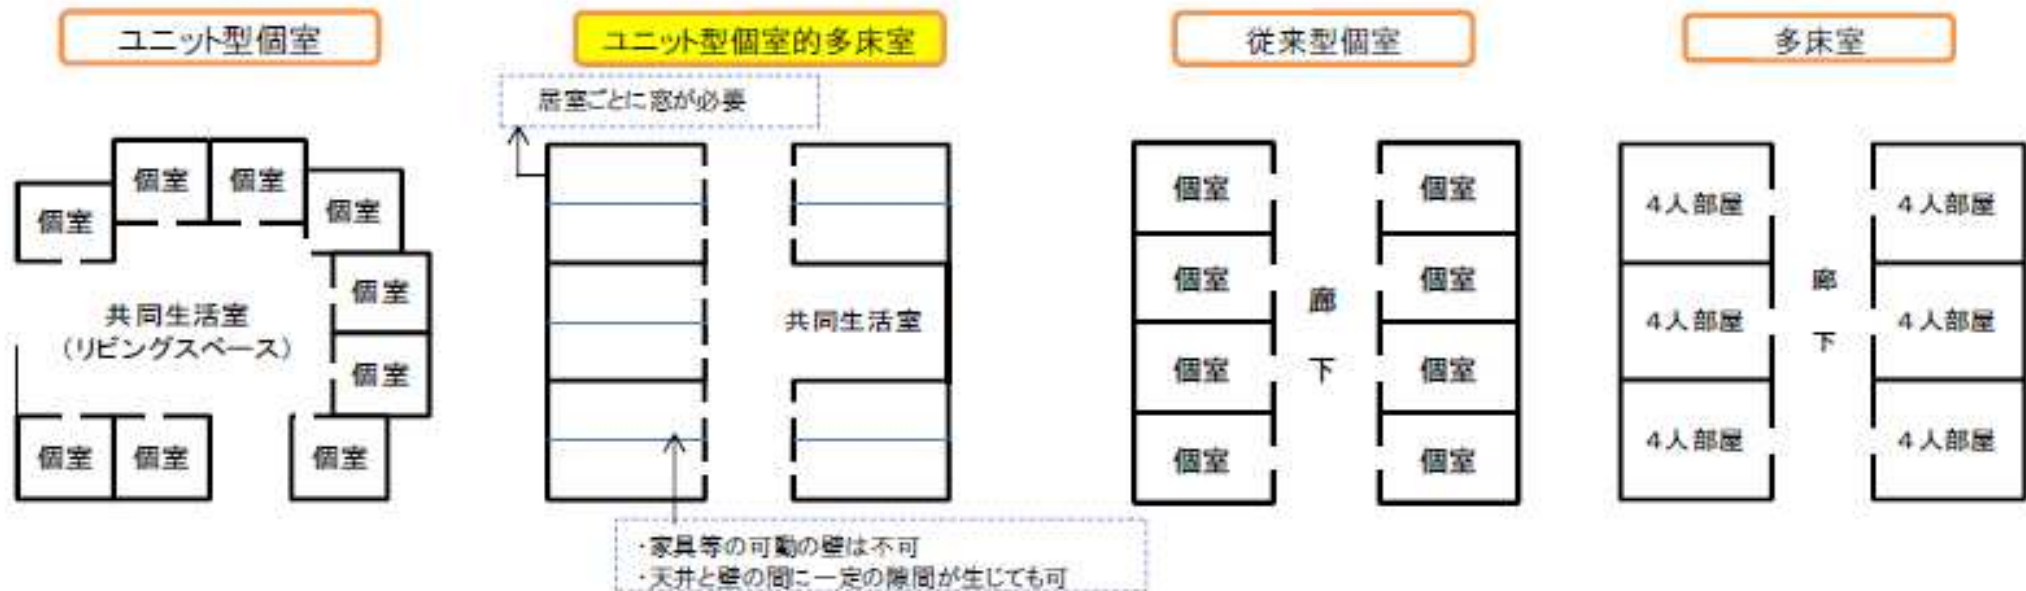 ユニット型個室
ユニット型個室的多床室
従来型個室
多床室
居室ごとに窓が必要
個室
個室
個室
個室
個室
個室
個室
個室
個室
共同生活室
（リビングスペース）
共同生活室
・家具等の可動の壁は不可
・天井と壁の間に一定の隙間が生じても可
個室
個室
個室
個室
個室
個室
個室
個室
廊
下
4人部屋
4人部屋
4人部屋
4人部屋
4人部屋
4人部屋
廊
下